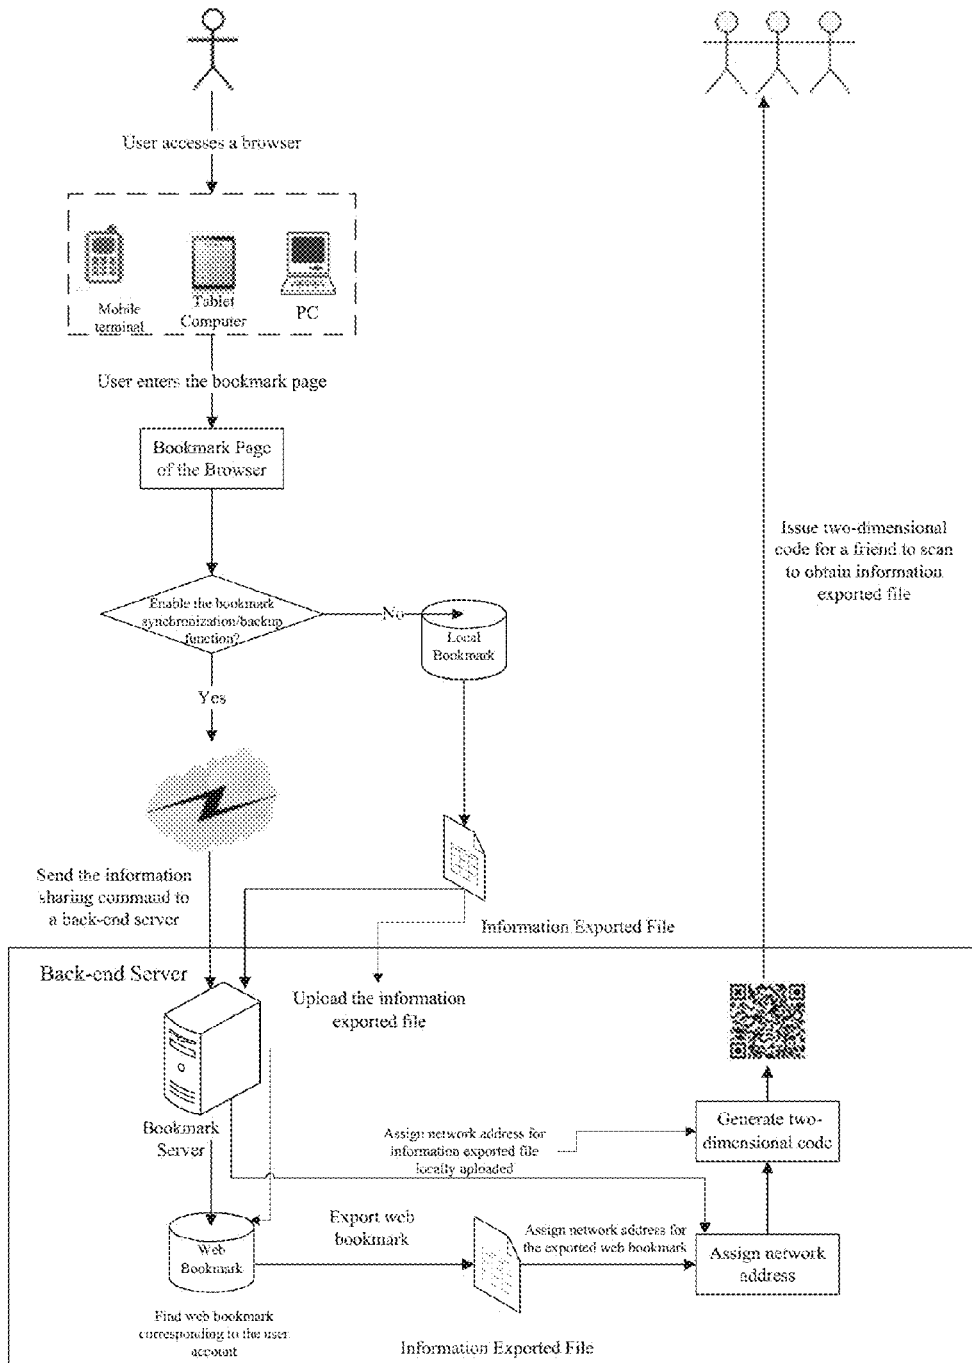 User accesses a browser
Mobile
terminal
Tablet
Computer
PC
User enters the bookmark page
Bookmark Page
of the Browser
Enable the bookmark
synchronization/backup
function?
No
Local
Bookmark
Yes
Issue two-dimensional
code for a friend to scan
to obtain information
exported file
Send the information
sharing command to
a back-end server
Information Exported File
Back-end Server
Upload the information
exported file
Bookmark
Server
Assign network address for
information exported file
locally uploaded
Generate two-
dimensional code
Export web
bookmark
Assign network address for
the exported web bookmark
Assign network
address
Web
Bookmark
Find web bookmark
corresponding to the user
account
Information Exported File